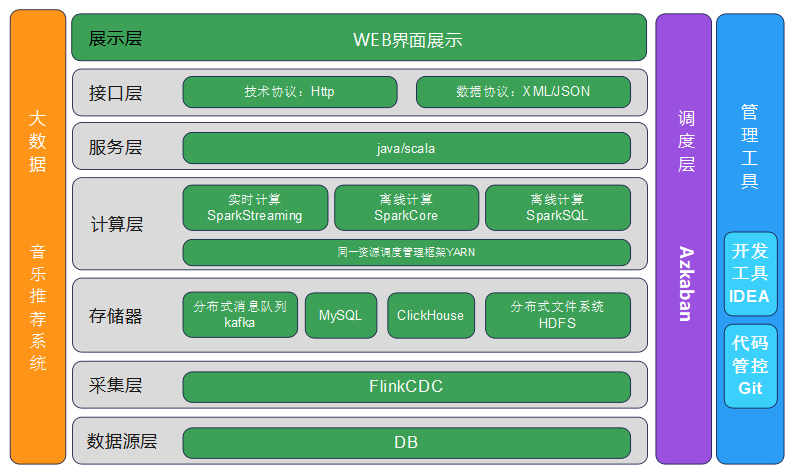 大数据
音乐推荐系统
展示层
WEB界面展示
接口层
技术协议：Http
数据协议：XML/JSON
服务层
java/scala
计算层
实时计算
SparkStreaming
离线计算
SparkCore
离线计算
SparkSQL
同一资源调度管理框架YARN
存储器
分布式消息队列
kafka
MySQL
ClickHouse
分布式文件系统
HDFS
采集层
FlinkCDC
数据源层
DB
调度层
Azkaban
管理工具
开发
工具
IDEA
代码
管控
Git